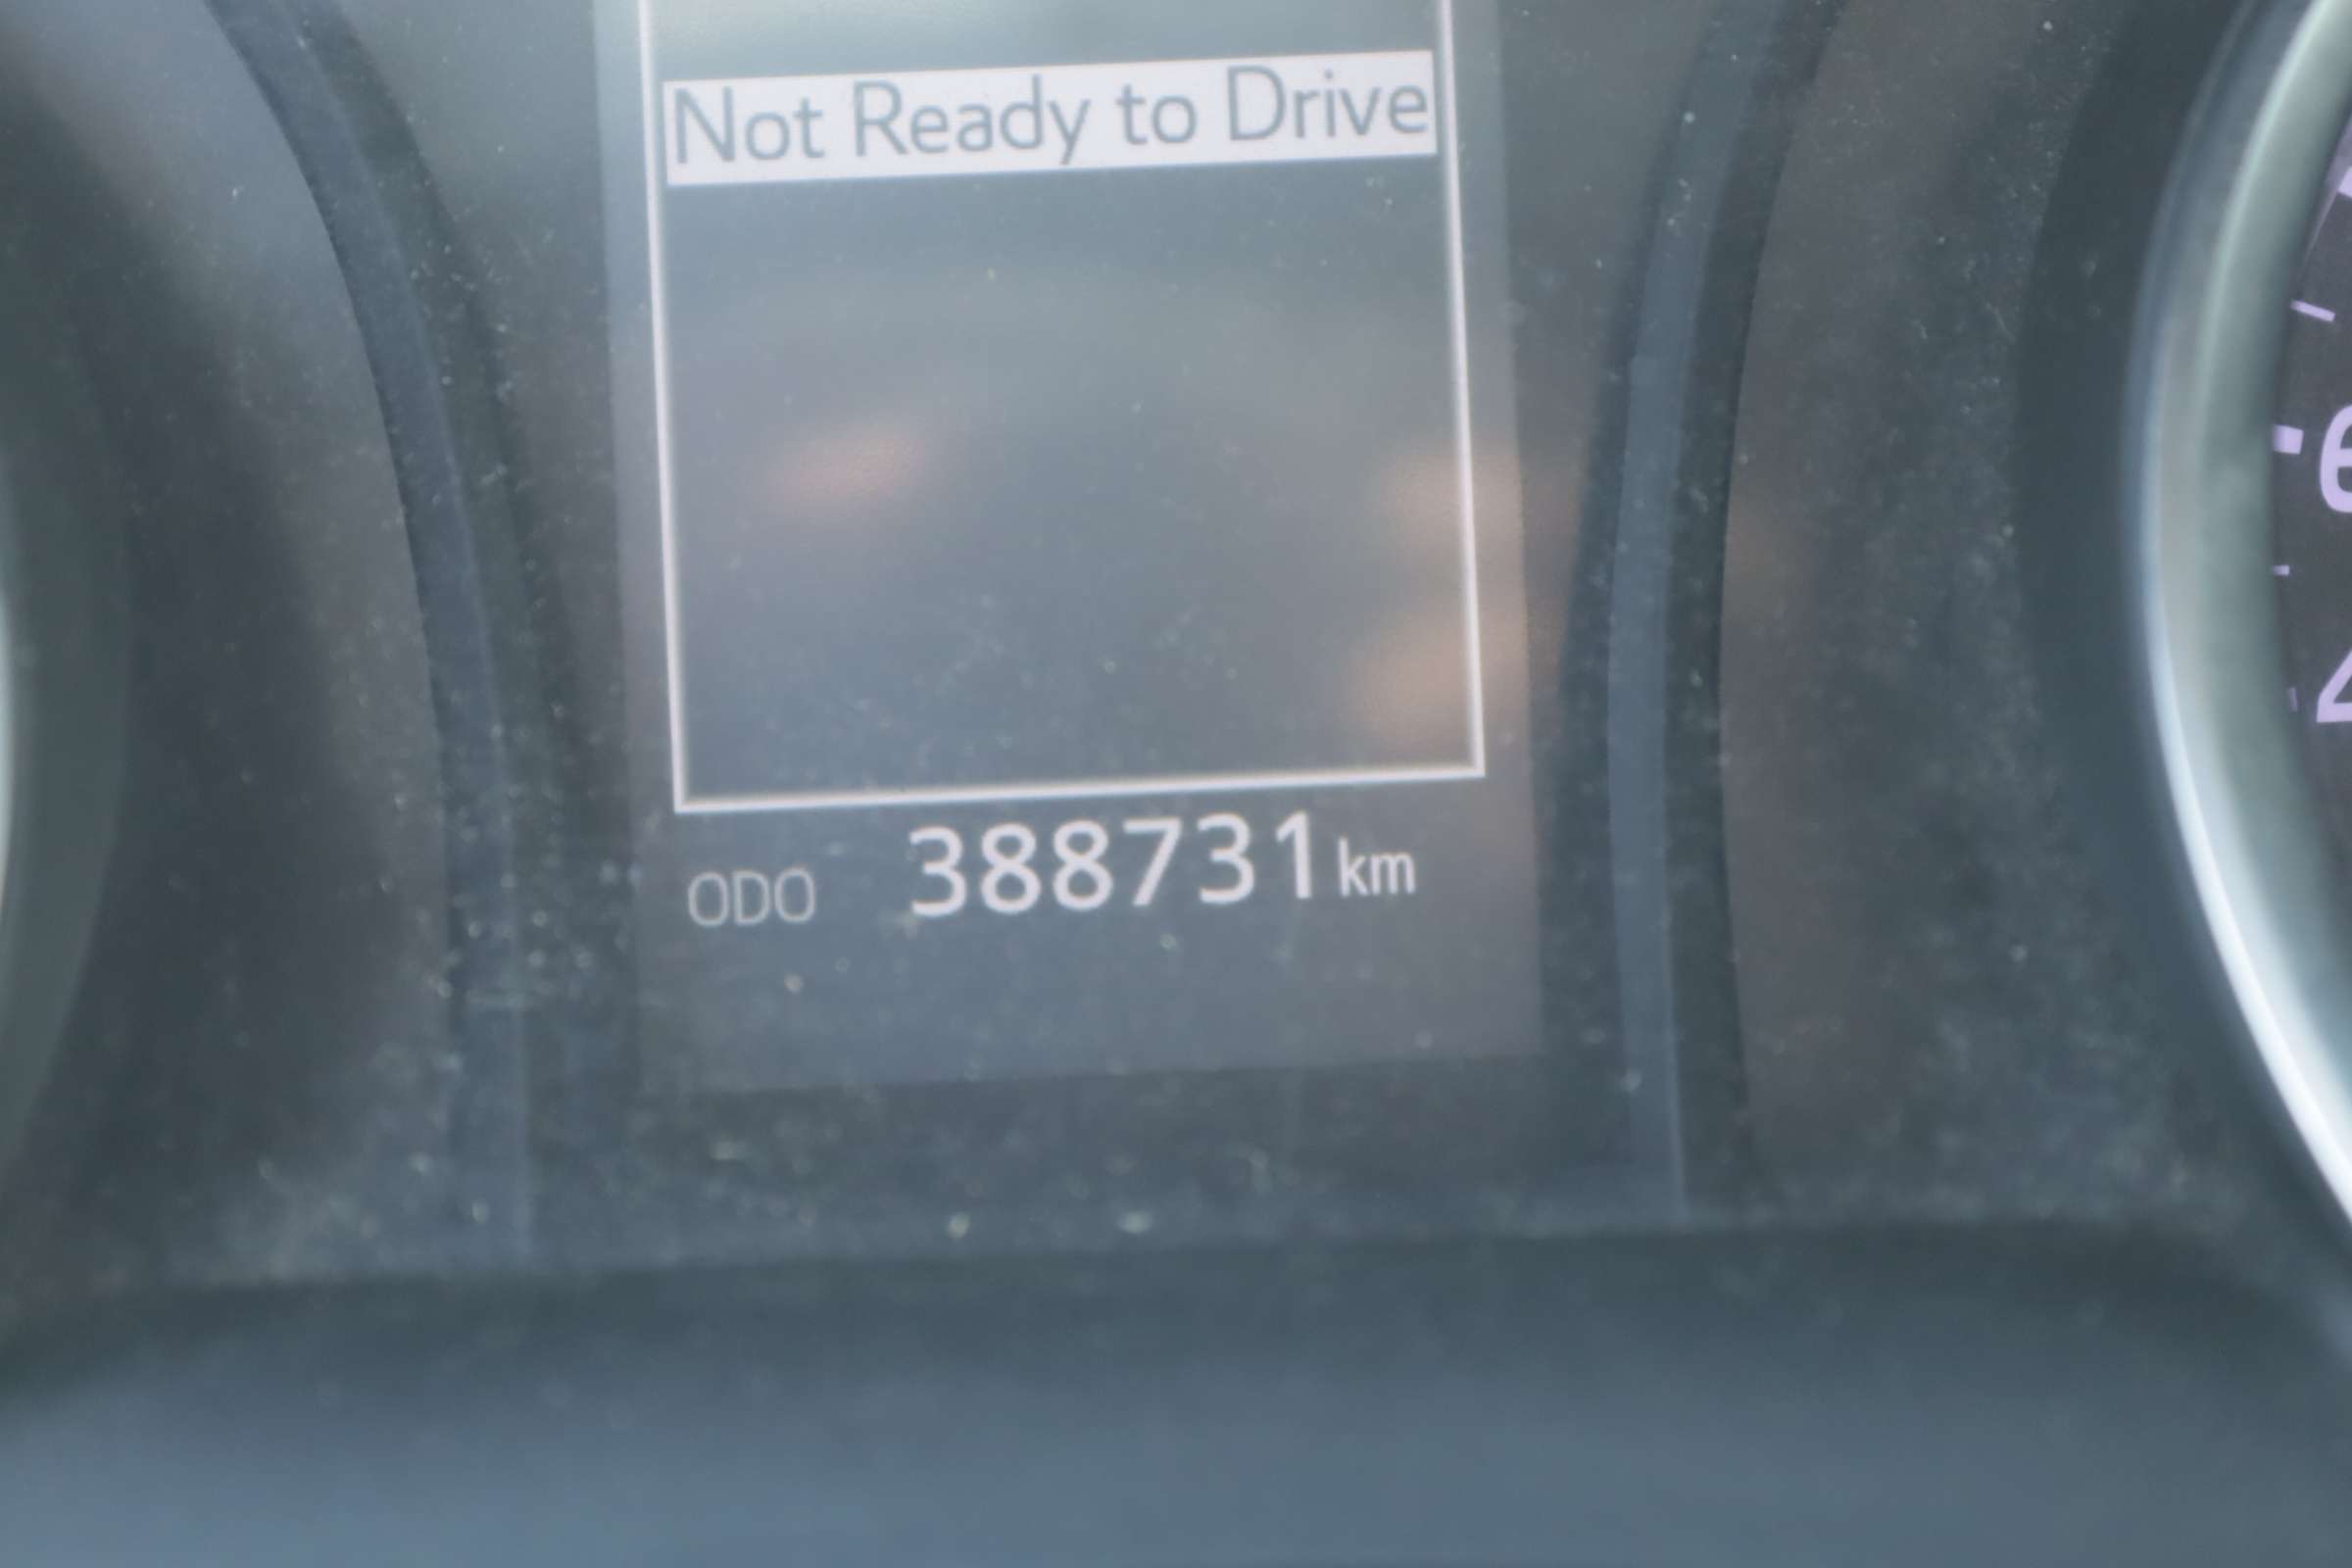 Not Ready to Drive
ODO 388731 km